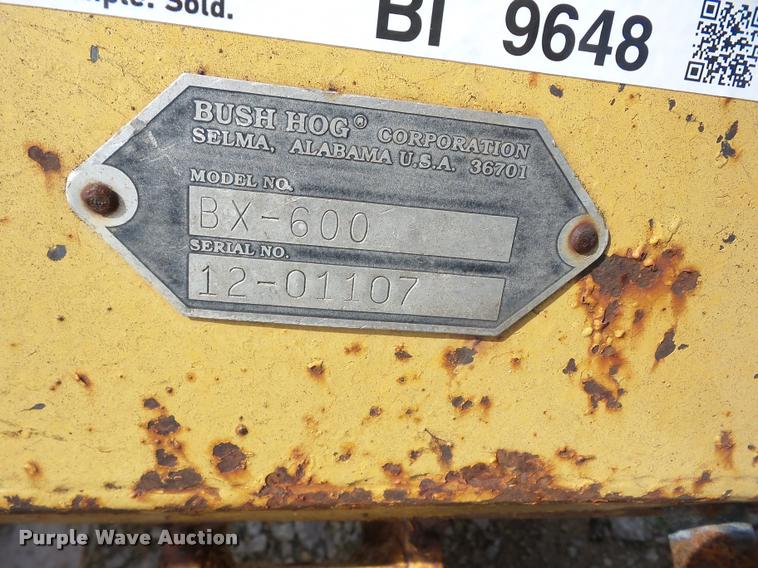 Sold.
BI 9648
BUSH HOG® CORPORATION
SELMA, ALABAMA U.S.A. 36701
MODEL NO.
BX-600
SERIAL NO.
12-01107
Purple Wave Auction®